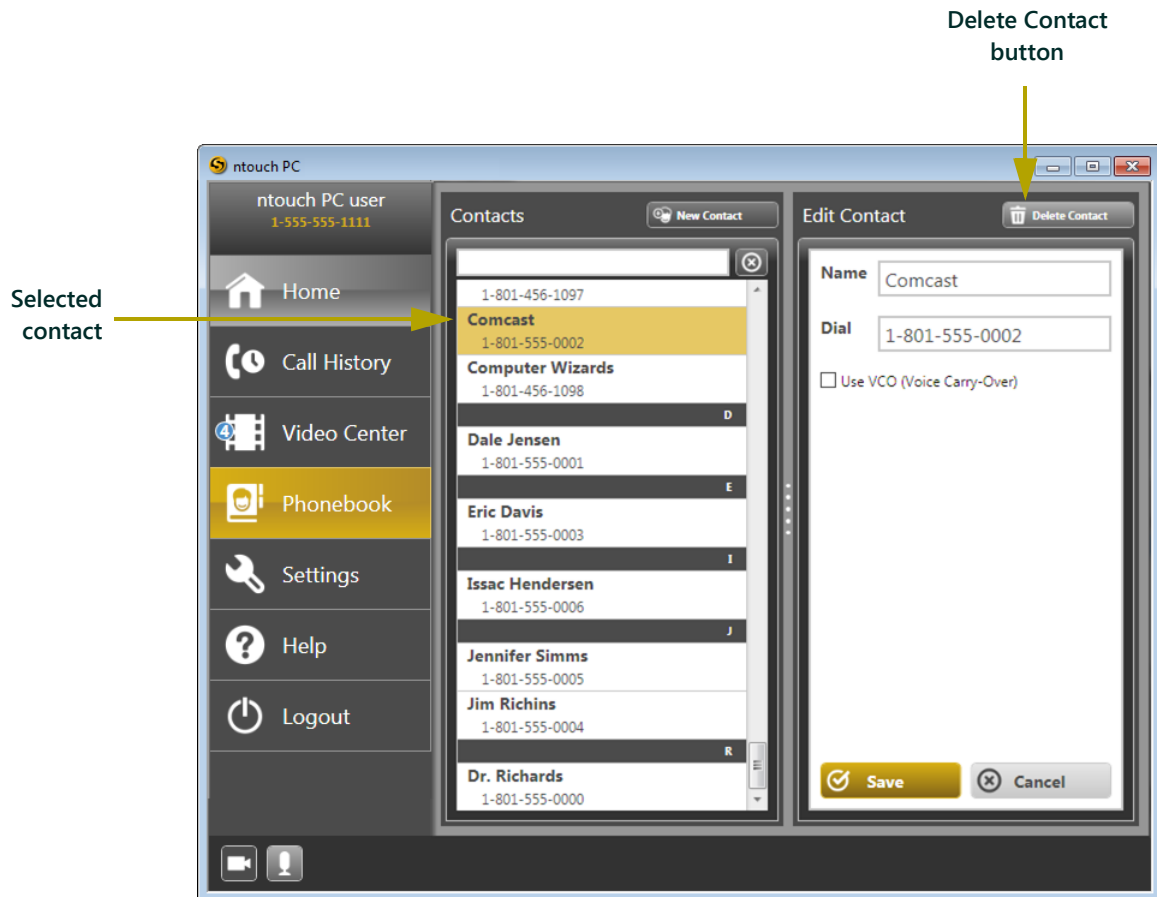 Delete Contact
button
ntouch PC
ntouch PC user
1-555-555-1111
Home
Call History
4
Video Center
Phonebook
Settings
Help
Logout
Selected
contact
Contacts
New Contact
1-801-456-1097
Comcast
1-801-555-0002
Computer Wizards
1-801-456-1098
D
Dale Jensen
1-801-555-0001
E
Eric Davis
1-801-555-0003
I
Issac Hendersen
1-801-555-0006
J
Jennifer Simms
1-801-555-0005
Jim Richins
1-801-555-0004
R
Dr. Richards
1-801-555-0000
Edit Contact
Delete Contact
Name
Comcast
Dial
1-801-555-0002
Use VCO (Voice Carry-Over)
Save
Cancel